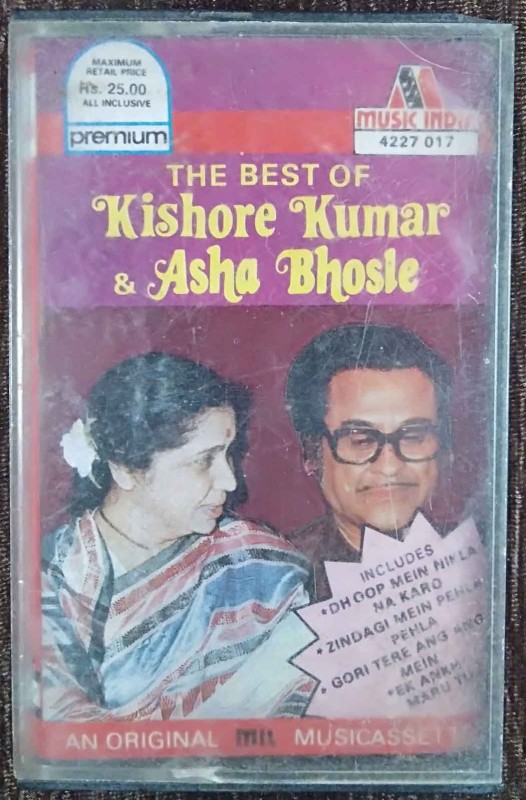 MAXIMUM
RETAIL PRICE
Rs. 25.00
ALL INCLUSIVE
premium
MUSIC INDIA
4227 017
THE BEST OF
Kishore Kumar
& Asha Bhosle
INCLUDES
*DHOOP MEIN NIKLA
NA KARO
*ZINDAGI MEIN PEHLA
PEHLA
*GORI TERE ANG ANG
MEIN
*EK ANKH
MARU TU
AN ORIGINAL MIL MUSICASSETTE